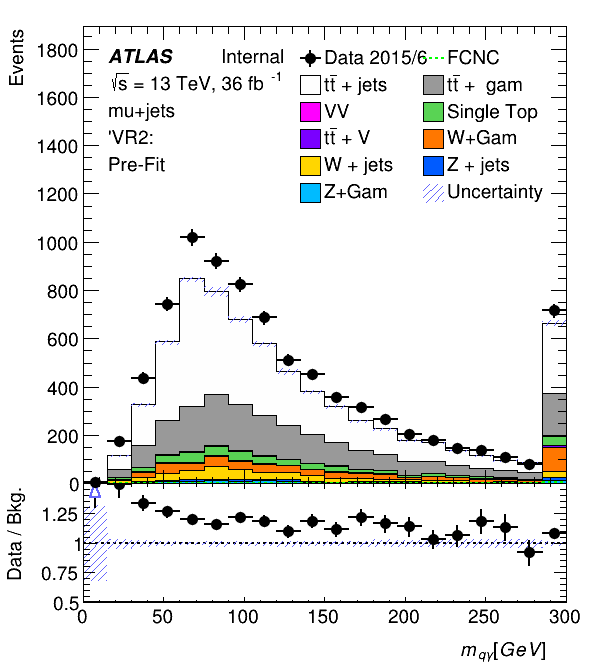 Events
1800
1600
1400
1200
1000
800
600
400
200
0
ATLAS Internal
√s = 13 TeV, 36 fb⁻¹
mu+jets
'VR2:
Pre-Fit
Data 2015/6 FCNC
tt̄ + jets tt̄ + gam
VV Single Top
tt̄ + V W+Gam
W + jets Z + jets
Z+Gam Uncertainty
Data / Bkg.
1.25
1
0.75
0.5
0 50 100 150 200 250 300
m_qγ[GeV]